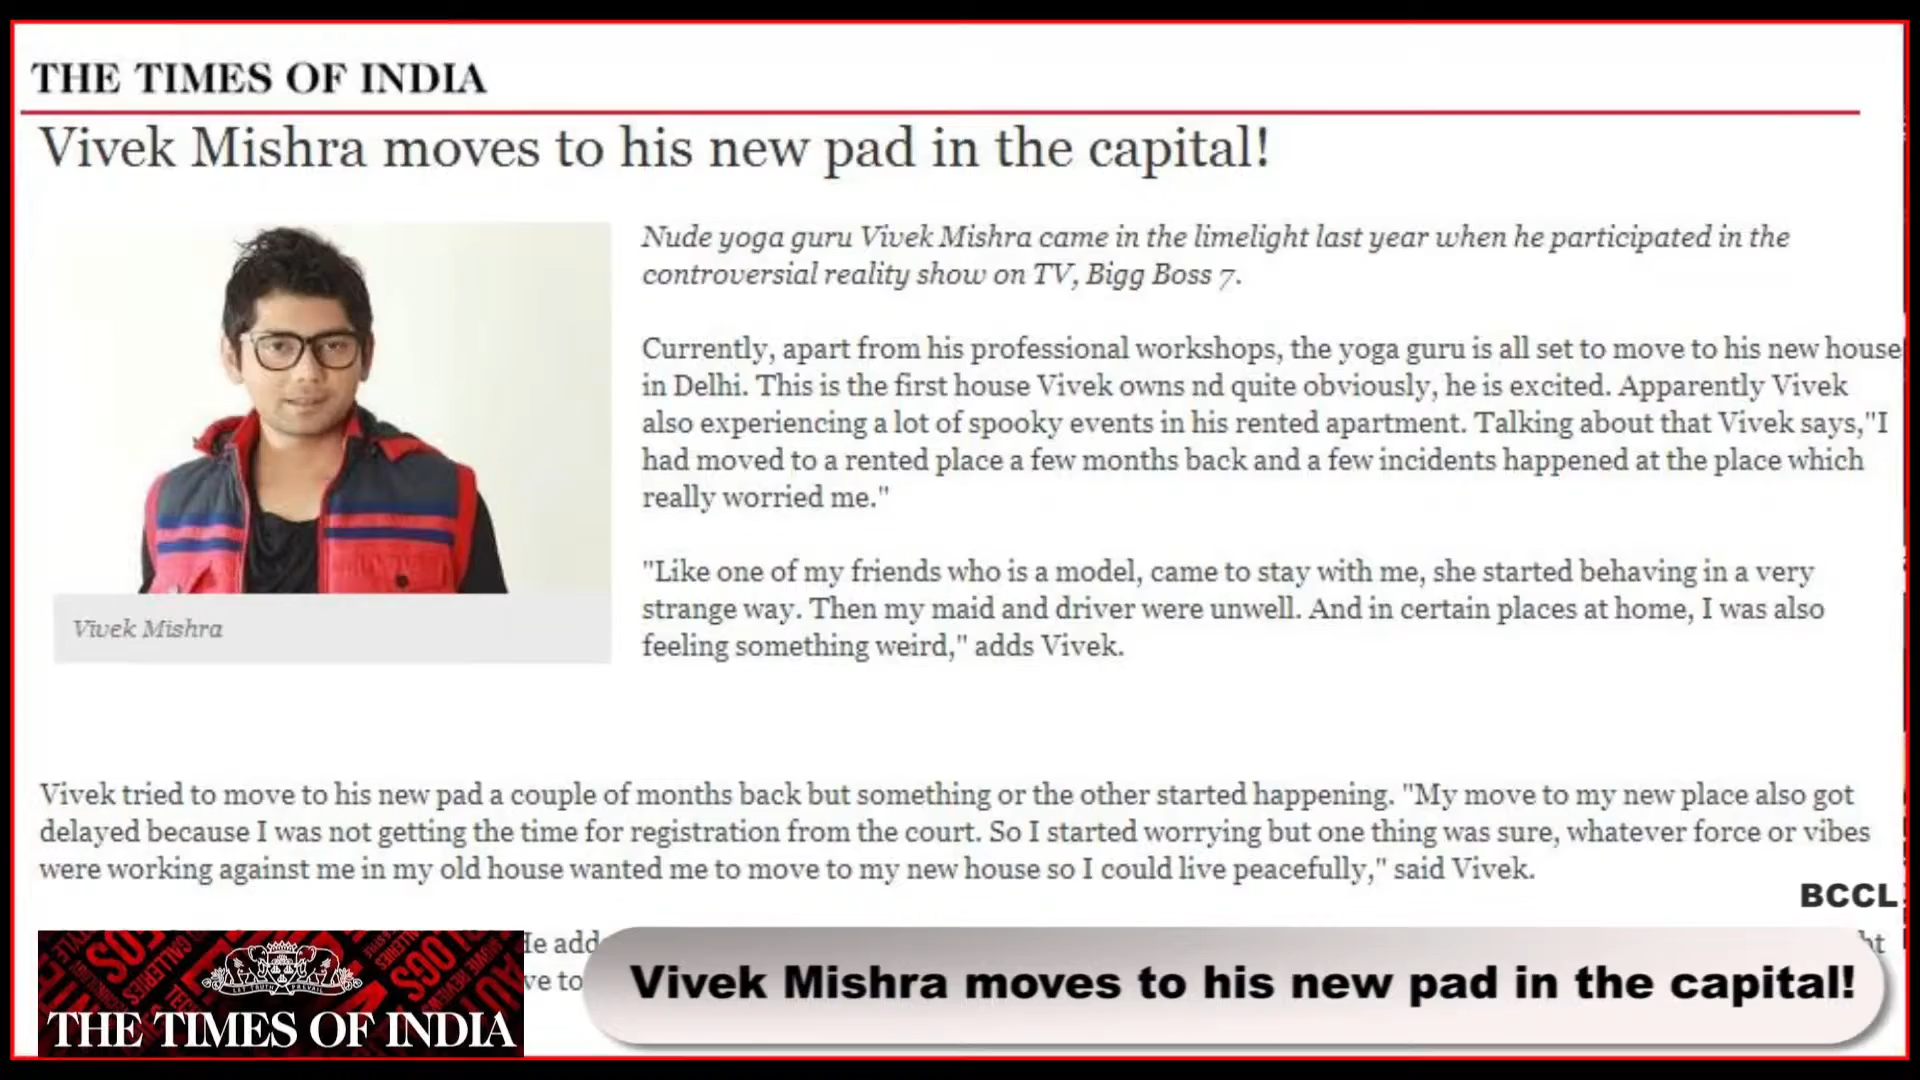 THE TIMES OF INDIA
Vivek Mishra moves to his new pad in the capital!
Nude yoga guru Vivek Mishra came in the limelight last year when he participated in the
controversial reality show on TV, Bigg Boss 7.
Currently, apart from his professional workshops, the yoga guru is all set to move to his new house
in Delhi. This is the first house Vivek owns nd quite obviously, he is excited. Apparently Vivek
also experiencing a lot of spooky events in his rented apartment. Talking about that Vivek says,"I
had moved to a rented place a few months back and a few incidents happened at the place which
really worried me."
"Like one of my friends who is a model, came to stay with me, she started behaving in a very
strange way. Then my maid and driver were unwell. And in certain places at home, I was also
feeling something weird," adds Vivek.
Vivek Mishra
Vivek tried to move to his new pad a couple of months back but something or the other started happening. "My move to my new place also got
delayed because I was not getting the time for registration from the court. So I started worrying but one thing was sure, whatever force or vibes
were working against me in my old house wanted me to move to my new house so I could live peacefully," said Vivek.
BCCL
LET TRUTH PREVAIL
THE TIMES OF INDIA
Vivek Mishra moves to his new pad in the capital!